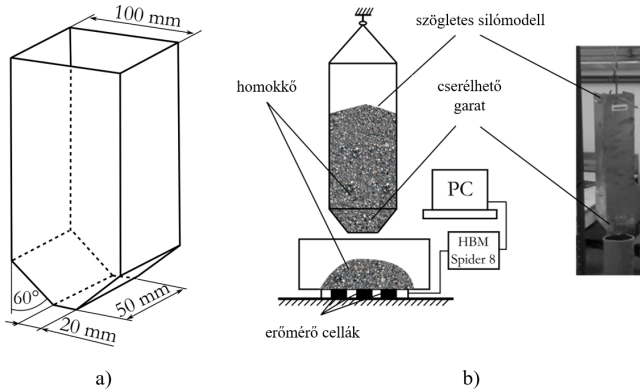 100 mm
60°
50 mm
20 mm
a)
szögletes silómodell
homokkő
cserélhető
garat
PC
HBM
Spider 8
erőmérő cellák
b)